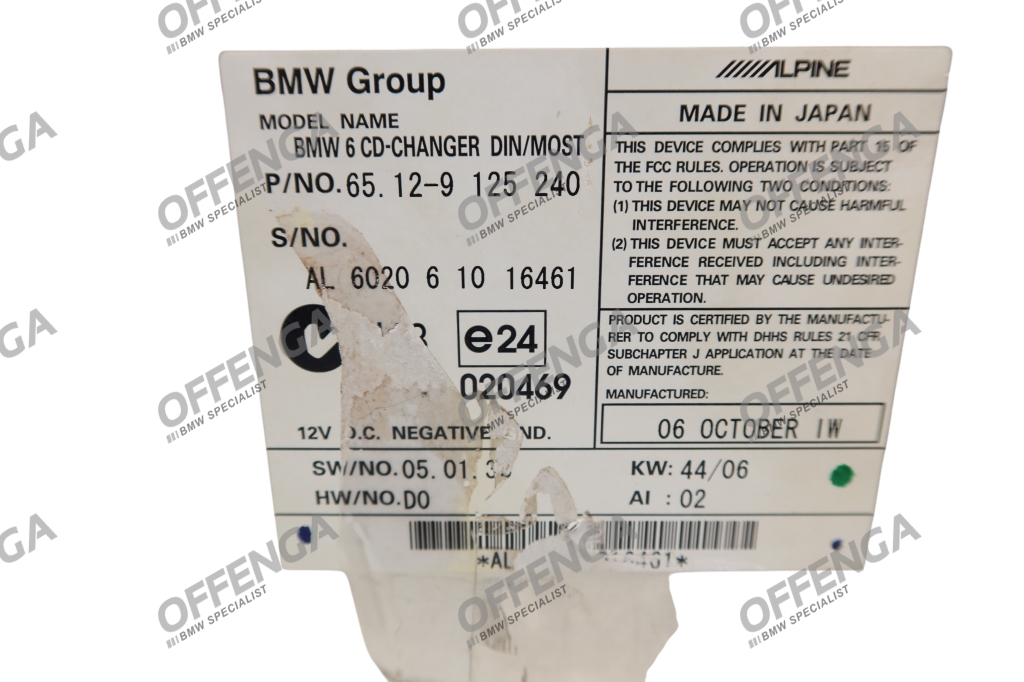 BMW Group
MODEL NAME
BMW 6 CD-CHANGER DIN/MOST
P/NO. 65. 12-9 125 240
S/NO.
AL 6020 6 10 16461
e24
020469
12V D.C. NEGATIVE
SW/NO. 05. 01.
HW/NO. D0
*AL
ALPINE
MADE IN JAPAN
THIS DEVICE COMPLIES WITH PART 15 OF
THE FCC RULES. OPERATION IS SUBJECT
TO THE FOLLOWING TWO CONDITIONS:
(1) THIS DEVICE MAY NOT CAUSE HARMFUL
INTERFERENCE.
(2) THIS DEVICE MUST ACCEPT ANY INTER-
FERENCE RECEIVED INCLUDING INTER-
FERENCE THAT MAY CAUSE UNDESIRED
OPERATION.
PRODUCT IS CERTIFIED BY THE MANUFACTU-
RER TO COMPLY WITH DHHS RULES 21 CFR
SUBCHAPTER J APPLICATION AT THE DATE
OF MANUFACTURE.
MANUFACTURED:
06 OCTOBER IW
KW: 44/06
AI : 02
OFFENGA
BMW SPECIALIST